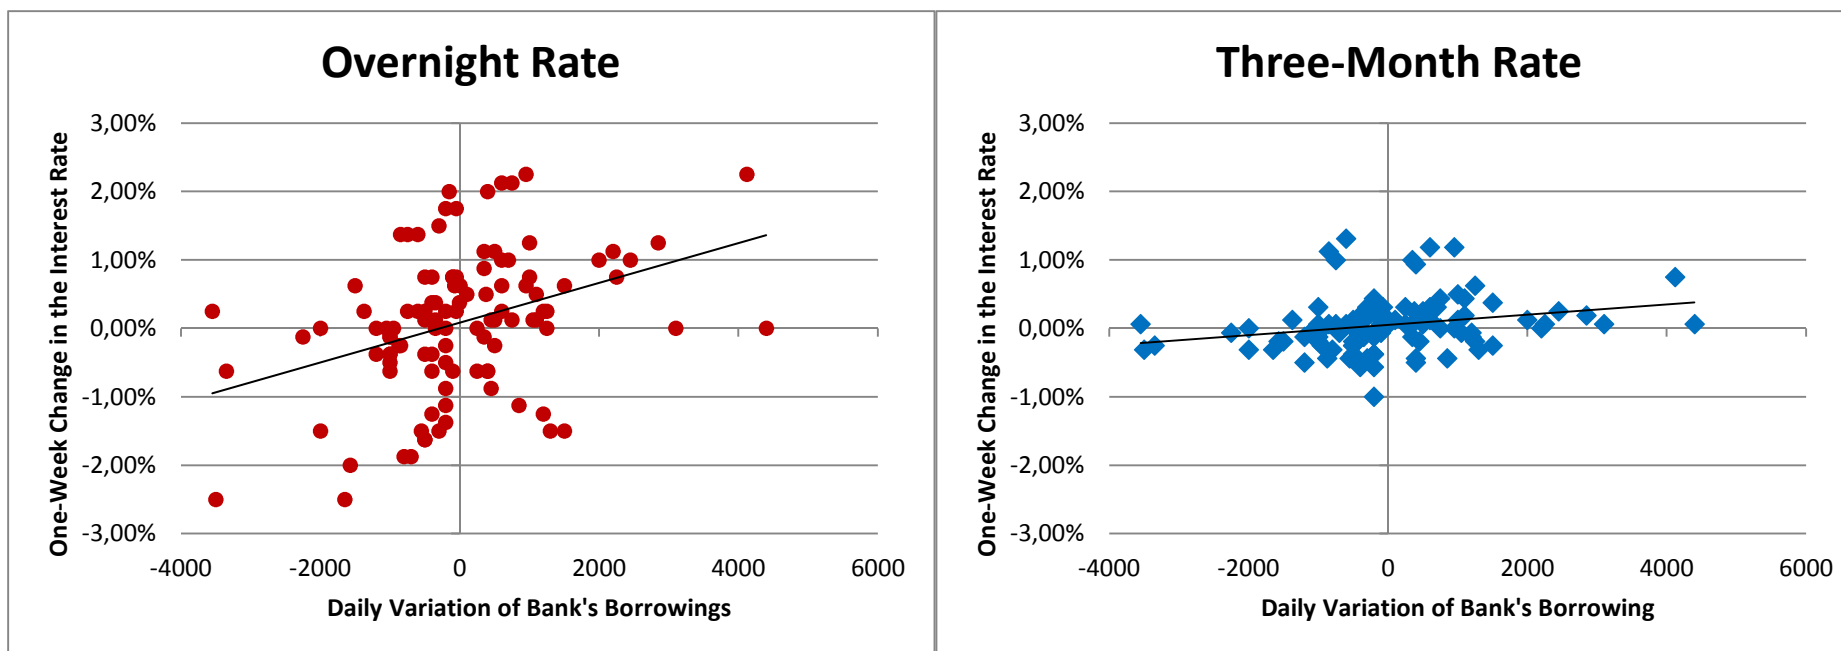 Overnight Rate
One-Week Change in the Interest Rate
3,00%
2,00%
1,00%
0,00%
-1,00%
-2,00%
-3,00%
-4000 -2000 0 2000 4000 6000
Daily Variation of Bank's Borrowings
Three-Month Rate
One-Week Change in the Interest Rate
3,00%
2,00%
1,00%
0,00%
-1,00%
-2,00%
-3,00%
-4000 -2000 0 2000 4000 6000
Daily Variation of Bank's Borrowing